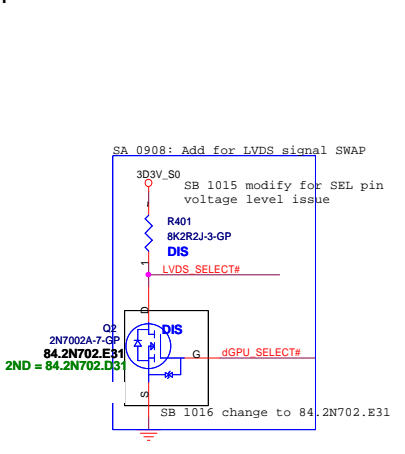 SA 0908: Add for LVDS signal SWAP
3D3V_S0
SB 1015 modify for SEL pin
voltage level issue
R401
8K2R2J-3-GP
DIS
1
LVDS_SELECT#
D
Q2
2N7002A-7-GP
DIS
84.2N702.E31
2ND = 84.2N702.D31
G
dGPU_SELECT#
S
SB 1016 change to 84.2N702.E31